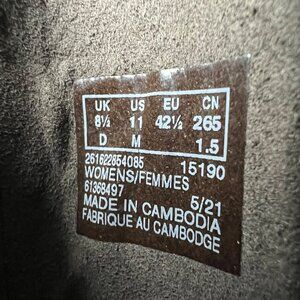 UK US EU CN
8½ 11 42½ 265
D M 1.5
261622854085 15190
WOMENS/FEMMES
61368497 5/21
MADE IN CAMBODIA
FABRIQUE AU CAMBODGE